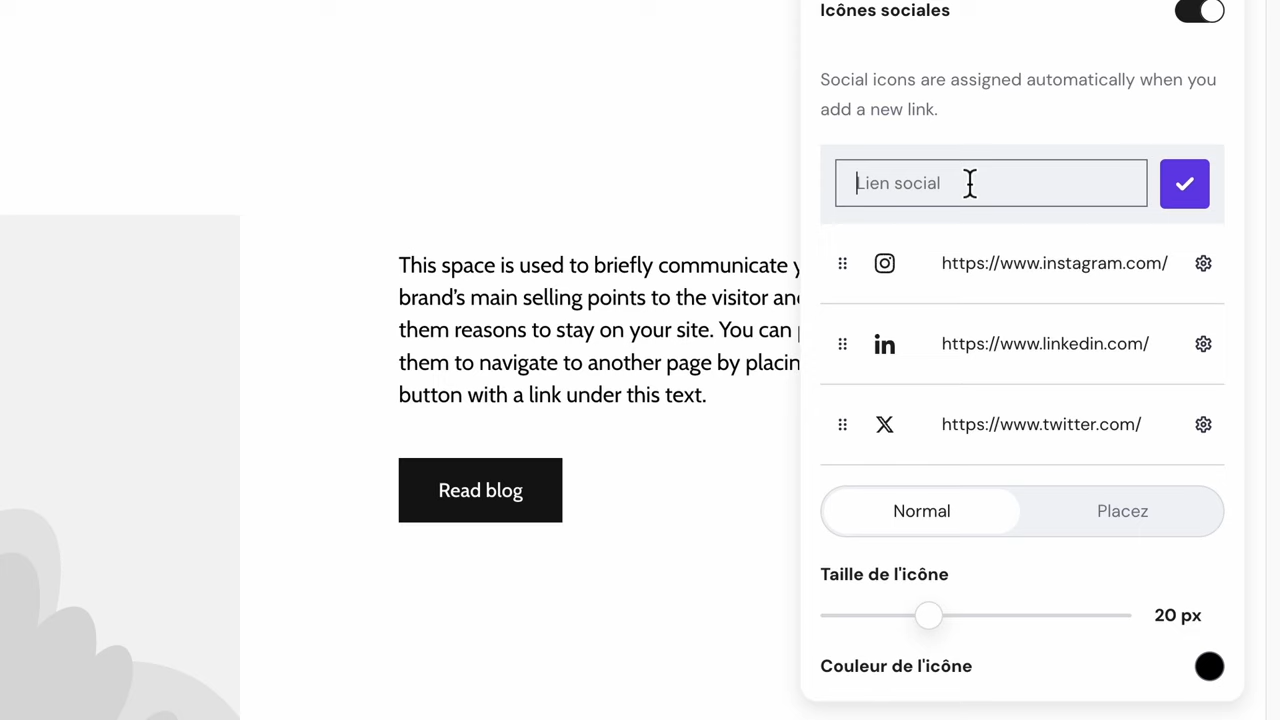 Icônes sociales
Social icons are assigned automatically when you
add a new link.
Lien social
https://www.instagram.com/
https://www.linkedin.com/
https://www.twitter.com/
Normal
Placez
Taille de l'icône
20 px
Couleur de l'icône
This space is used to briefly communicate
brand's main selling points to the visitor
them reasons to stay on your site. You can
them to navigate to another page by
button with a link under this text.
Read blog